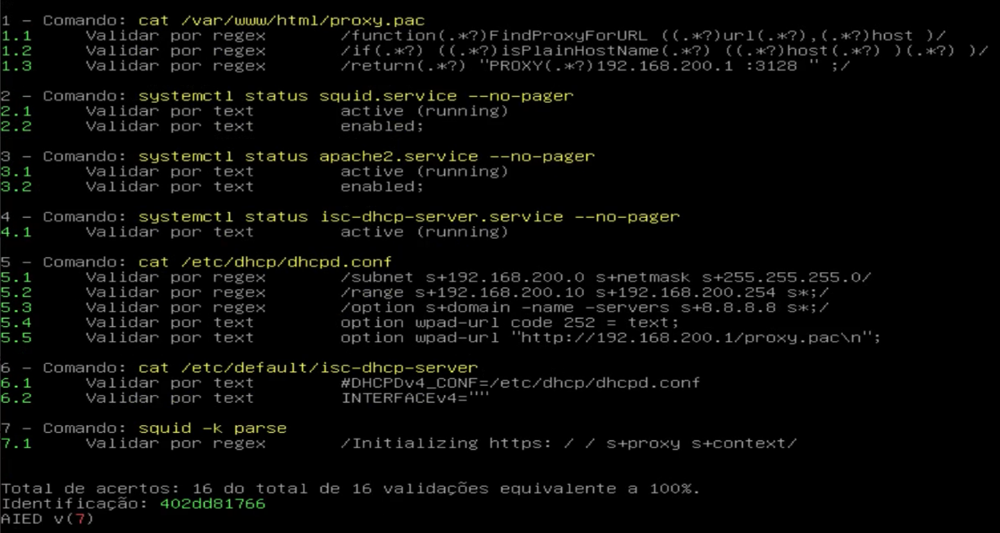 1 - Comando: cat /var/www/html/proxy.pac
1.1 Validar por regex /function(.*?)FindProxyForURL ((.*?)url(.*?),(.*?)host )/
1.2 Validar por regex /if(.*?) ((.*?)isPlainHostName(.*?) ((.*?)host(.*?) )(.*?) )/
1.3 Validar por regex /return(.*?) "PROXY(.*?)192.168.200.1 :3128 " ;/
2 - Comando: systemctl status squid.service --no-pager
2.1 Validar por text active (running)
2.2 Validar por text enabled;
3 - Comando: systemctl status apache2.service --no-pager
3.1 Validar por text active (running)
3.2 Validar por text enabled;
4 - Comando: systemctl status isc-dhcp-server.service --no-pager
4.1 Validar por text active (running)
5 - Comando: cat /etc/dhcp/dhcpd.conf
5.1 Validar por regex /subnet s+192.168.200.0 s+netmask s+255.255.255.0/
5.2 Validar por regex /range s+192.168.200.10 s+192.168.200.254 s*;/
5.3 Validar por regex /option s+domain -name -servers s+8.8.8.8 s*;/
5.4 Validar por text option wpad-url code 252 = text;
5.5 Validar por text option wpad-url "http://192.168.200.1/proxy.pac\n";
6 - Comando: cat /etc/default/isc-dhcp-server
6.1 Validar por text #DHCPDv4_CONF=/etc/dhcp/dhcpd.conf
6.2 Validar por text INTERFACEv4=""
7 - Comando: squid -k parse
7.1 Validar por regex /Initializing https: / / s+proxy s+context/
Total de acertos: 16 do total de 16 validações equivalente a 100%.
Identificação: 402dd81766
AIED v(7)